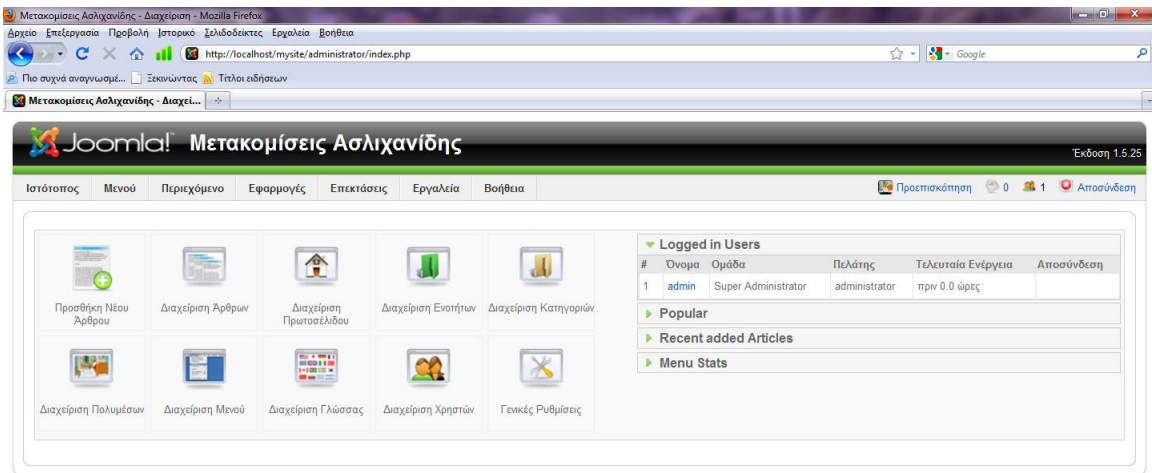 Μετακομίσεις Ασλιχανίδης - Διαχείριση - Mozilla Firefox
Αρχείο Επεξεργασία Προβολή Ιστορικό Σελιδοδείκτες Εργαλεία Βοήθεια
http://localhost/mysite/administrator/index.php
Google
Πιο συχνά αναγνωσμέ... Ξεκινώντας Τίτλοι ειδήσεων
Μετακομίσεις Ασλιχανίδης - Διαχεί...
Joomla! Μετακομίσεις Ασλιχανίδης
Έκδοση 1.5.25
Ιστότοπος Μενού Περιεχόμενο Εφαρμογές Επεκτάσεις Εργαλεία Βοήθεια Προεπισκόπηση 0 1 Αποσύνδεση
Προσθήκη Νέου Άρθρου
Διαχείριση Άρθρων
Διαχείριση Πρωτοσέλιδου
Διαχείριση Ενοτήτων
Διαχείριση Κατηγοριών
Διαχείριση Πολυμέσων
Διαχείριση Μενού
Διαχείριση Γλώσσας
Διαχείριση Χρηστών
Γενικές Ρυθμίσεις
Logged in Users
# Όνομα Ομάδα Πελάτης Τελευταία Ενέργεια Αποσύνδεση
1 admin Super Administrator administrator πριν 0.0 ώρες
Popular
Recent added Articles
Menu Stats